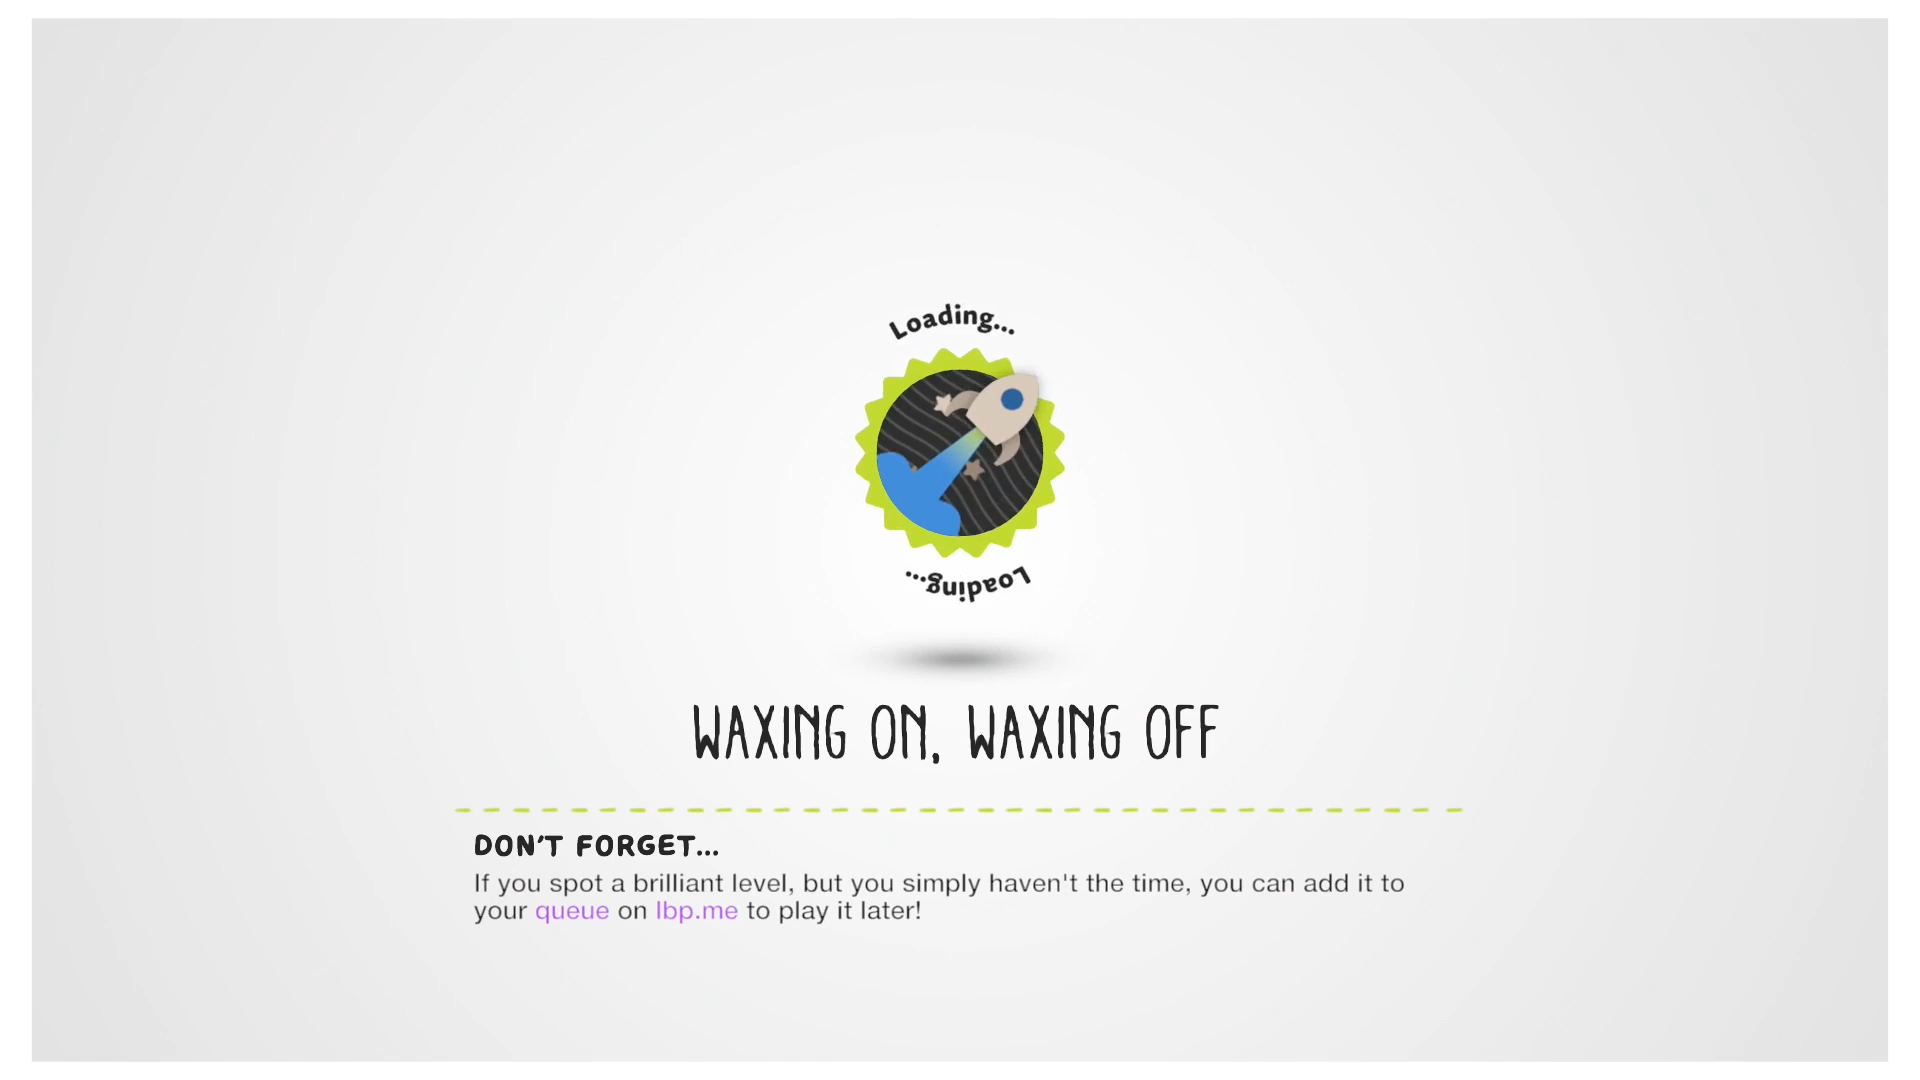 Loading...
Loading...
WAXING ON, WAXING OFF
DON'T FORGET...
If you spot a brilliant level, but you simply haven't the time, you can add it to
your queue on lbp.me to play it later!